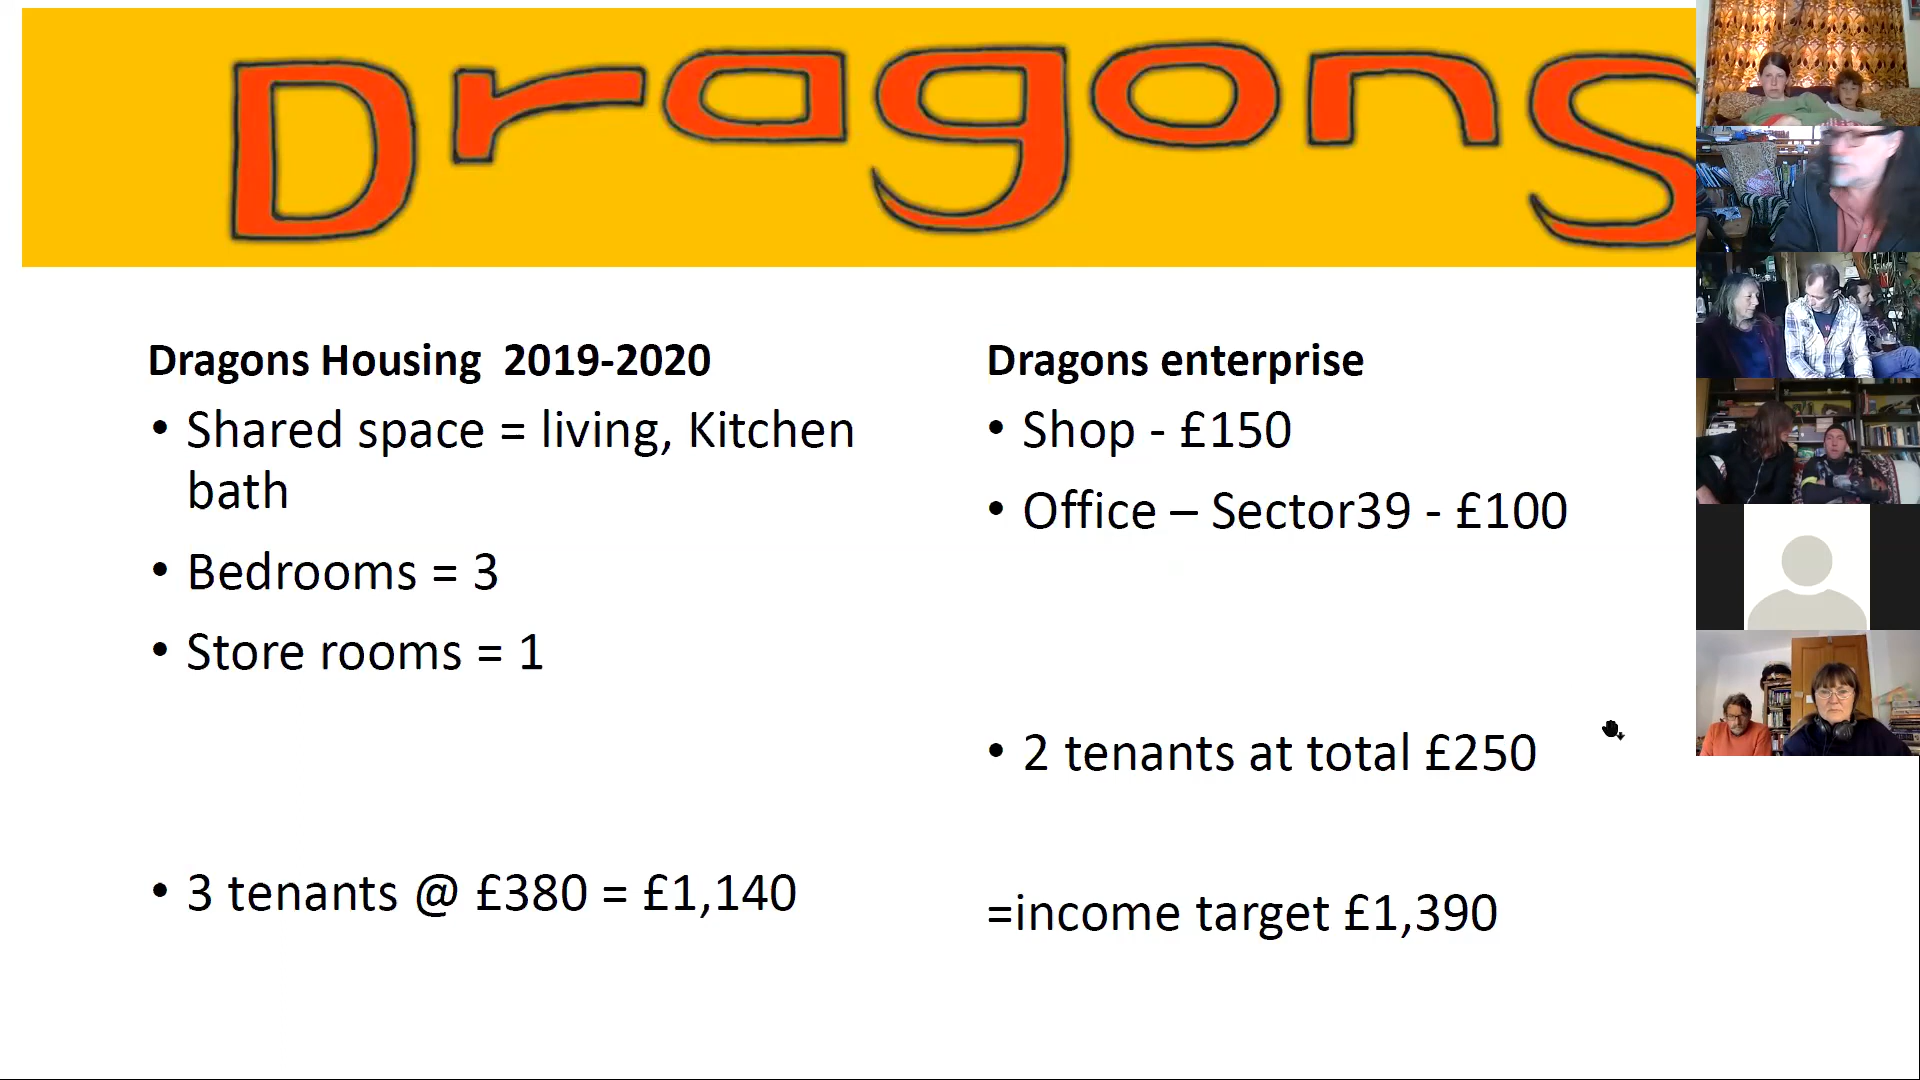 Dragons
Dragons Housing  2019-2020
• Shared space = living, Kitchen
bath
• Bedrooms = 3
• Store rooms = 1
• 3 tenants @ £380 = £1,140
Dragons enterprise
• Shop - £150
• Office – Sector39 - £100
• 2 tenants at total £250
=income target £1,390